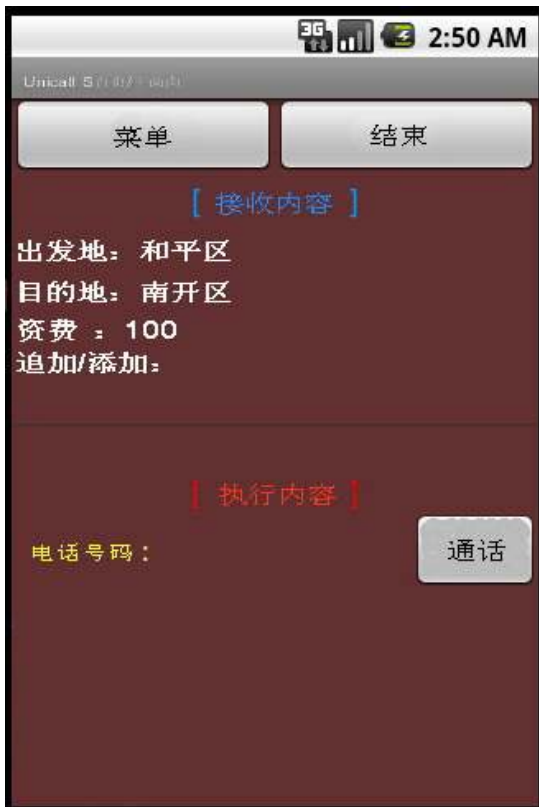 3G 2:50 AM
Unicall S
菜单 结束
[ 接收内容 ]
出发地：和平区
目的地：南开区
资费 ：100
追加/添加：
[ 执行内容 ]
电话号码： 通话